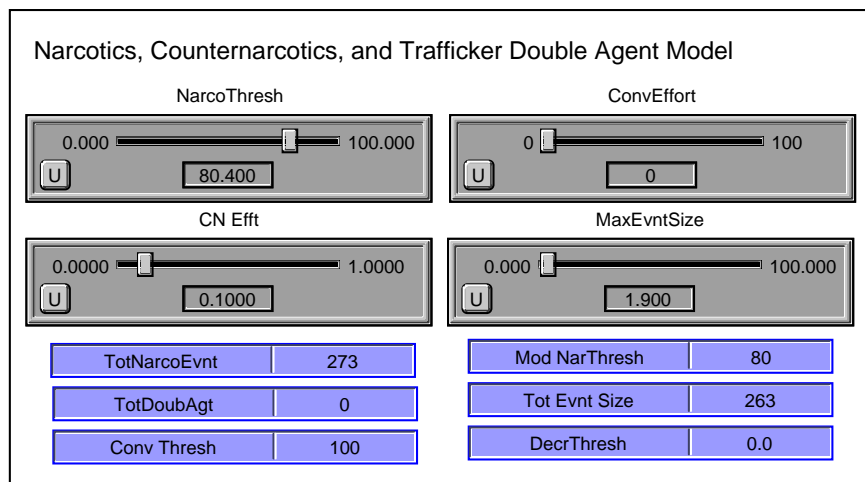 Narcotics, Counternarcotics, and Trafficker Double Agent Model
NarcoThresh
0.000 100.000
U 80.400
ConvEffort
0 100
U 0
CN Efft
0.0000 1.0000
U 0.1000
MaxEvntSize
0.000 100.000
U 1.900
TotNarcoEvnt 273
TotDoubAgt 0
Conv Thresh 100
Mod NarThresh 80
Tot Evnt Size 263
DecrThresh 0.0